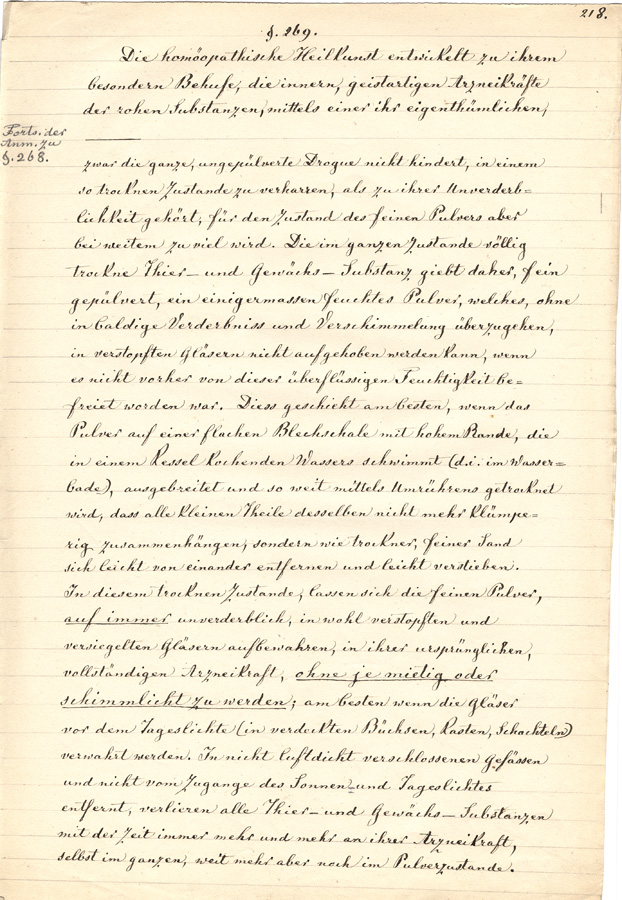 218.
§. 269.
Die homöopathische Heilkunst entwickelt zu ihrem
besondern Behufe, die innern, geistartigen Arzneikräfte
der rohen Substanzen, mittels einer ihr eigenthümlichen,
Forts. der
Anm. zu
§. 268.
zwar die ganze, ungepülverte Drogue nicht hindert, in einem
so trocknen Zustande zu verharren, als zu ihrer Unverderb=
lichkeit gehört, für den Zustand des feinen Pulvers aber
bei weitem zu viel wird. Die im ganzen Zustande völlig
trockne Thier- und Gewächs-Substanz giebt daher, fein
gepülvert, ein einigermassen feuchtes Pulver, welches, ohne
in baldige Verderbniss und Verschimmelung überzugehen,
in verstopften Gläsern nicht aufgehoben werden kann, wenn
es nicht vorher von dieser überflüssigen Feuchtigkeit be=
freiet worden war. Diess geschieht am besten, wenn das
Pulver auf einer flachen Blechschale mit hohem Rande, die
in einem Kessel kochenden Wassers schwimmt (d.i. im Wasser=
bade), ausgebreitet und so weit mittels Umrührens getrocknet
wird, dass alle kleinen Theile desselben nicht mehr klümpe=
rig zusammenhängen, sondern wie trockner, feiner Sand
sich leicht von einander entfernen und leicht verstieben.
In diesem trocknen Zustande, lassen sich die feinen Pulver,
auf immer unverderblich, in wohl verstopften und
versiegelten Gläsern aufbewahren, in ihrer ursprünglichen,
vollständigen Arzneikraft, ohne je mietig oder
schimmlicht zu werden; am besten wenn die Gläser
vor dem Tageslichte (in verdeckten Büchsen, Kasten, Schachteln)
verwahrt werden. In nicht luftdicht verschlossenen Gefässen
und nicht vom Zugange des Sonnen- und Tageslichtes
entfernt, verlieren alle Thier- und Gewächs-Substanzen
mit der Zeit immer mehr und mehr an ihrer Arzneikraft,
selbst im ganzen, weit mehr aber noch im Pulverzustande.